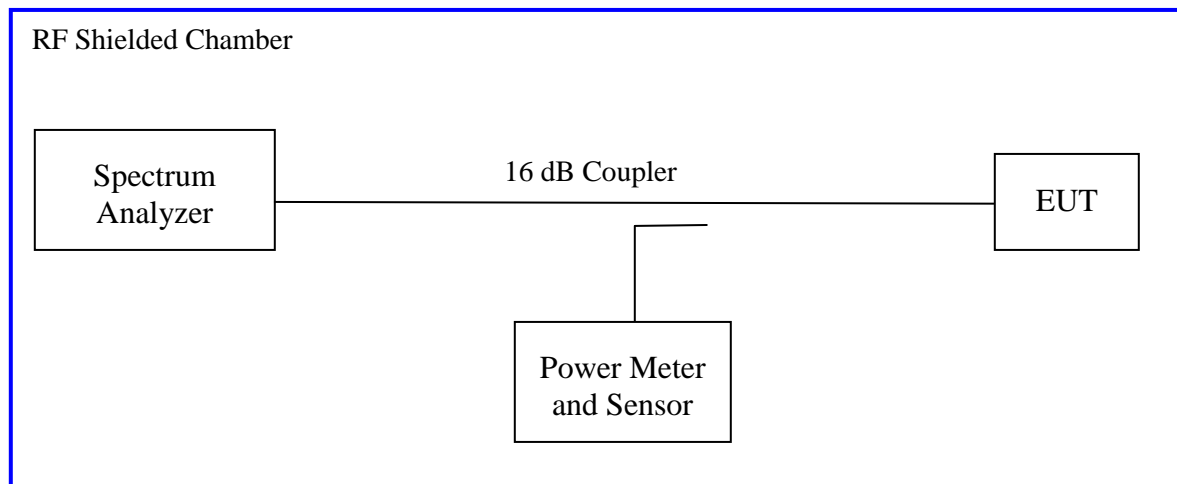 RF Shielded Chamber
16 dB Coupler
Spectrum
Analyzer
EUT
Power Meter
and Sensor